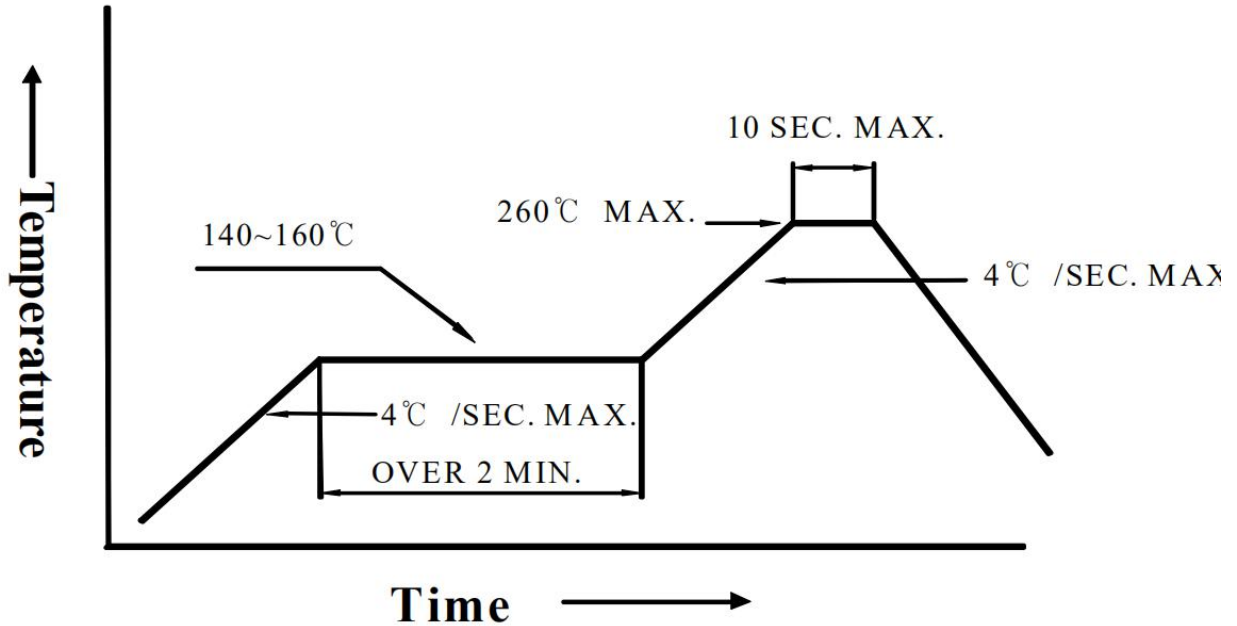 10 SEC. MAX.
260℃ MAX.
140~160℃
4℃ /SEC. MAX
4℃ /SEC. MAX.
OVER 2 MIN.
Temperature
Time